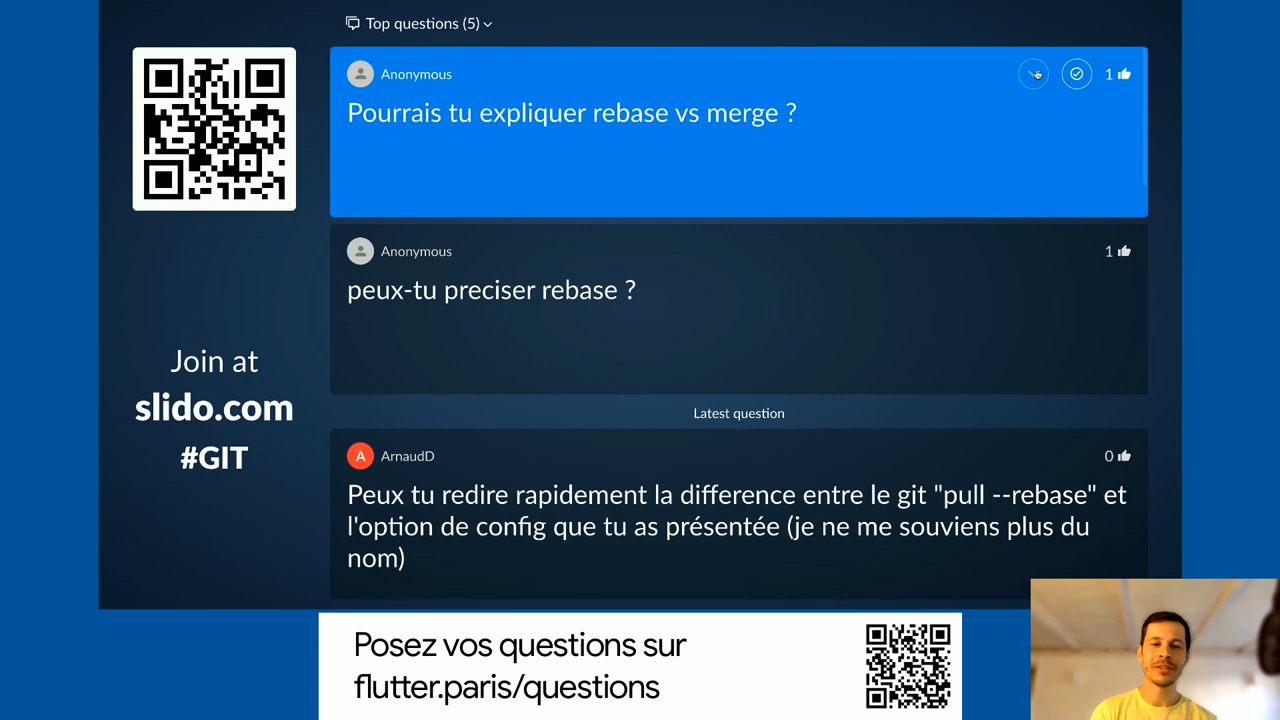 Top questions (5)
Anonymous
1
Pourrais tu expliquer rebase vs merge ?
Anonymous
1
peux-tu preciser rebase ?
Join at
slido.com
#GIT
Latest question
A
ArnaudD
0
Peux tu redire rapidement la difference entre le git "pull --rebase" et
l'option de config que tu as présentée (je ne me souviens plus du
nom)
Posez vos questions sur
flutter.paris/questions